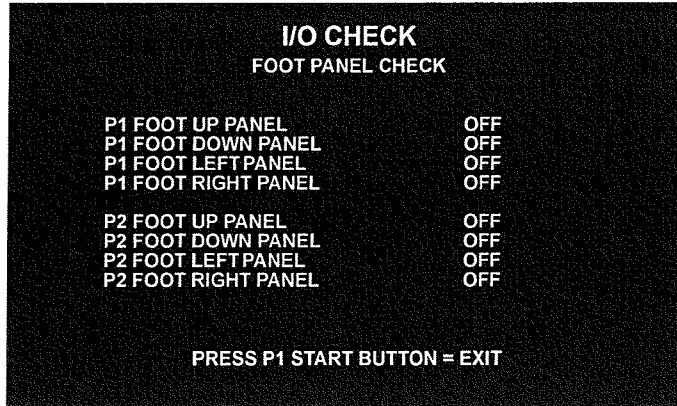 I/O CHECK
FOOT PANEL CHECK
P1 FOOT UP PANEL OFF
P1 FOOT DOWN PANEL OFF
P1 FOOT LEFT PANEL OFF
P1 FOOT RIGHT PANEL OFF
P2 FOOT UP PANEL OFF
P2 FOOT DOWN PANEL OFF
P2 FOOT LEFT PANEL OFF
P2 FOOT RIGHT PANEL OFF
PRESS P1 START BUTTON = EXIT